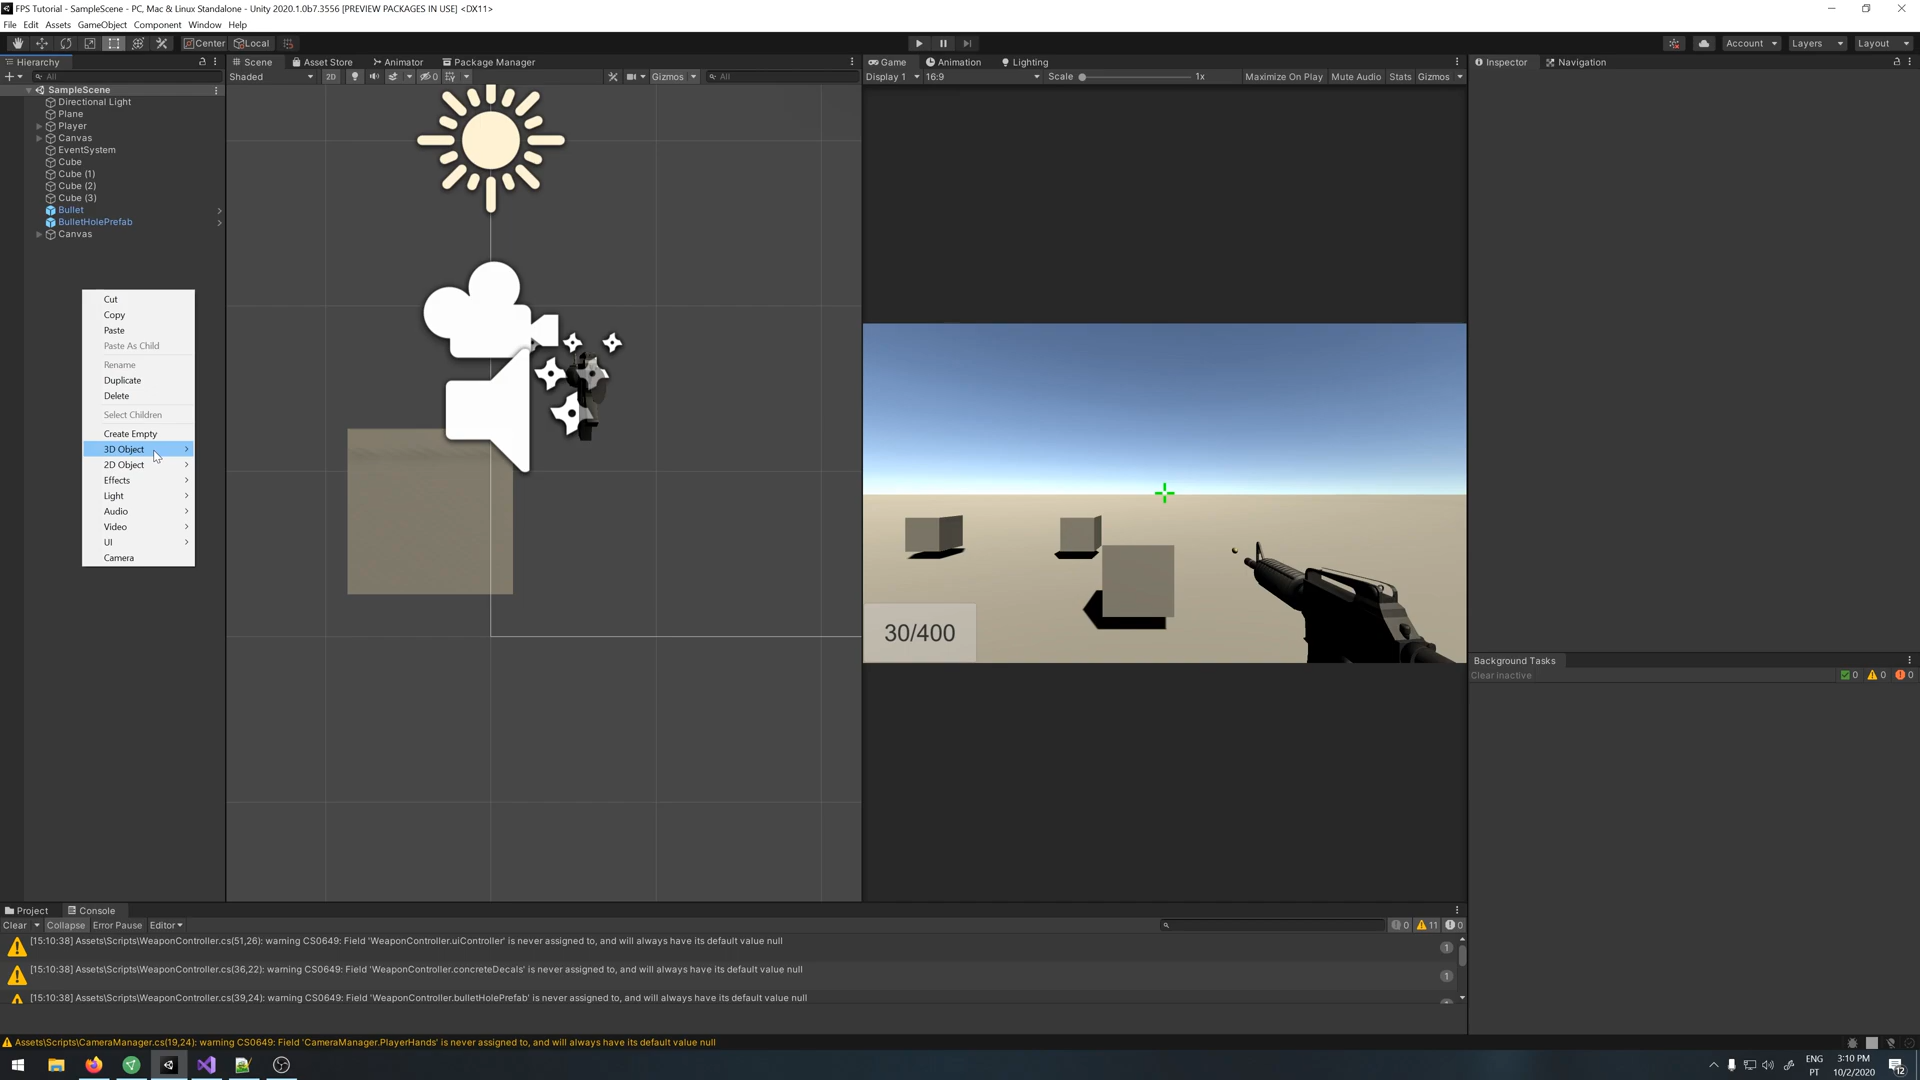 FPS Tutorial - SampleScene - PC, Mac & Linux Standalone - Unity 2020.1.0b7.3556 [PREVIEW PACKAGES IN USE] <DX11>
File Edit Assets GameObject Component Window Help
Center Local Account Layers Layout
Hierarchy Scene Asset Store Animator Package Manager Game Animation Lighting Inspector Navigation
All Shaded 2D 0 Gizmos All Display 1 16:9 Scale 1x Maximize On Play Mute Audio Stats Gizmos
SampleScene
Directional Light
Plane
Player
Canvas
EventSystem
Cube
Cube (1)
Cube (2)
Cube (3)
Bullet
BulletHolePrefab
Canvas
Cut
Copy
Paste
Paste As Child
Rename
Duplicate
Delete
Select Children
Create Empty
3D Object
2D Object
Effects
Light
Audio
Video
UI
Camera
30/400
Background Tasks
Clear Inactive 0 0 0
Project Console
Clear Collapse Error Pause Editor 0 11 0
[15:10:38] Assets\Scripts\WeaponController.cs(51,26): warning CS0649: Field 'WeaponController.uiController' is never assigned to, and will always have its default value null
1
[15:10:38] Assets\Scripts\WeaponController.cs(36,22): warning CS0649: Field 'WeaponController.concreteDecals' is never assigned to, and will always have its default value null
1
[15:10:38] Assets\Scripts\WeaponController.cs(39,24): warning CS0649: Field 'WeaponController.bulletHolePrefab' is never assigned to, and will always have its default value null
Assets\Scripts\CameraManager.cs(19,24): warning CS0649: Field 'CameraManager.PlayerHands' is never assigned to, and will always have its default value null
ENG 3:10 PM
PT 10/2/2020 12